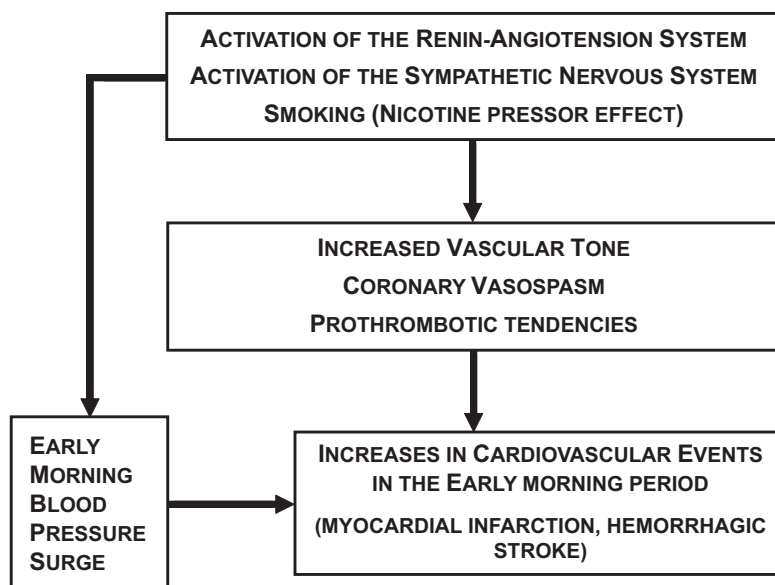 ACTIVATION OF THE RENIN-ANGIOTENSION SYSTEM
ACTIVATION OF THE SYMPATHETIC NERVOUS SYSTEM
SMOKING (NICOTINE PRESSOR EFFECT)
INCREASED VASCULAR TONE
CORONARY VASOSPASM
PROTHROMBOTIC TENDENCIES
EARLY
MORNING
BLOOD
PRESSURE
SURGE
INCREASES IN CARDIOVASCULAR EVENTS
IN THE EARLY MORNING PERIOD
(MYOCARDIAL INFARCTION, HEMORRHAGIC
STROKE)